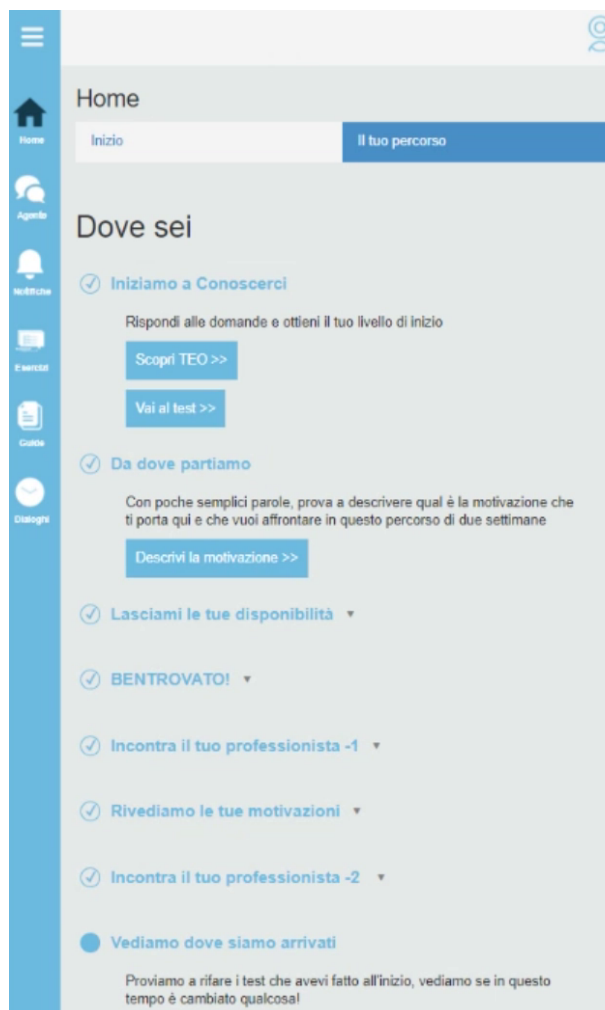 Home
Inizio
Il tuo percorso
Home
Agenda
Notifiche
Esercizi
Guide
Dialoghi
Dove sei
Iniziamo a Conoscerci
Rispondi alle domande e ottieni il tuo livello di inizio
Scopri TEO >>
Vai al test >>
Da dove partiamo
Con poche semplici parole, prova a descrivere qual è la motivazione che
ti porta qui e che vuoi affrontare in questo percorso di due settimane
Descrivi la motivazione >>
Lasciami le tue disponibilità
BENTROVATO!
Incontra il tuo professionista -1
Rivediamo le tue motivazioni
Incontra il tuo professionista -2
Vediamo dove siamo arrivati
Proviamo a rifare i test che avevi fatto all'inizio, vediamo se in questo
tempo è cambiato qualcosa!